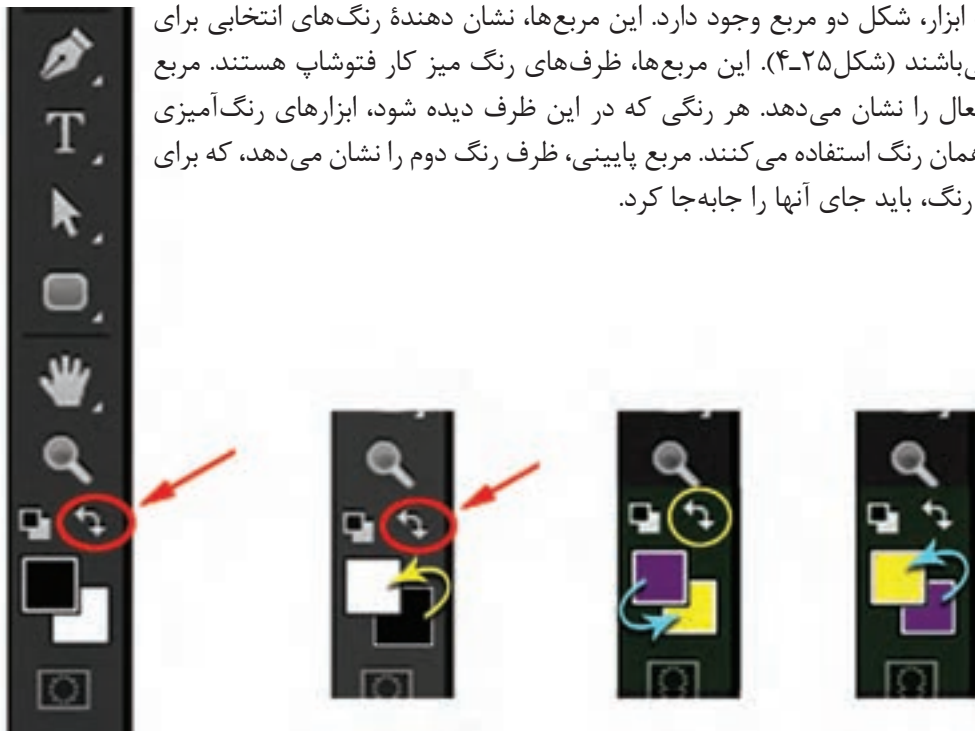 ابزار، شکل دو مربع وجود دارد. این مربع‌ها، نشان دهندۀ رنگ‌های انتخابی برای
باشند (شکل۲۵ـ۴). این مربع‌ها، ظرف‌های رنگ میز کار فتوشاپ هستند. مربع
را نشان می‌دهد. هر رنگی که در این ظرف دیده شود، ابزارهای رنگ‌آمیزی
همان رنگ استفاده می‌کنند. مربع پایینی، ظرف رنگ دوم را نشان می‌دهد، که برای
رنگ، باید جای آنها را جابه‌جا کرد.
T